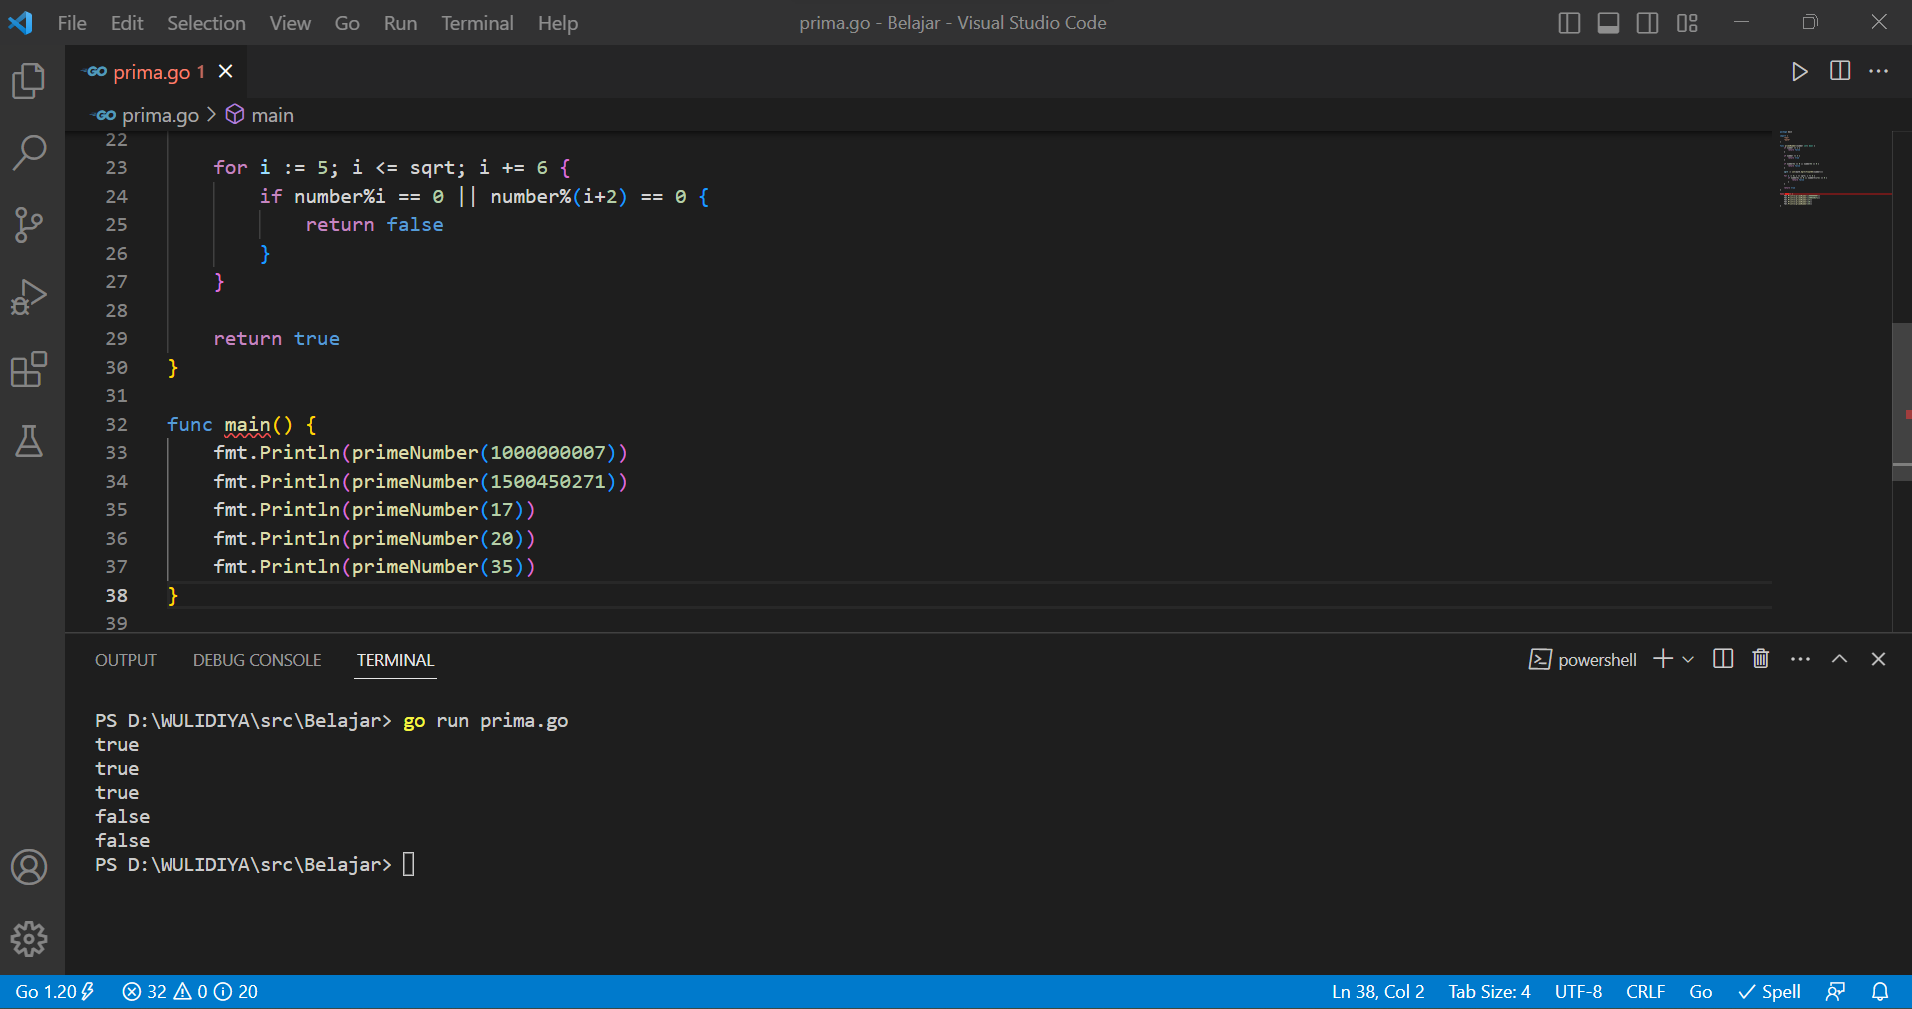 File Edit Selection View Go Run Terminal Help prima.go - Belajar - Visual Studio Code
GO prima.go 1
GO prima.go > main
22
23 for i := 5; i <= sqrt; i += 6 {
24 if number%i == 0 || number%(i+2) == 0 {
25 return false
26 }
27 }
28
29 return true
30 }
31
32 func main() {
33 fmt.Println(primeNumber(1000000007))
34 fmt.Println(primeNumber(1500450271))
35 fmt.Println(primeNumber(17))
36 fmt.Println(primeNumber(20))
37 fmt.Println(primeNumber(35))
38 }
39
OUTPUT DEBUG CONSOLE TERMINAL powershell
PS D:\WULIDIYA\src\Belajar> go run prima.go
true
true
true
false
false
PS D:\WULIDIYA\src\Belajar>
Go 1.20 32 0 20 Ln 38, Col 2 Tab Size: 4 UTF-8 CRLF Go Spell